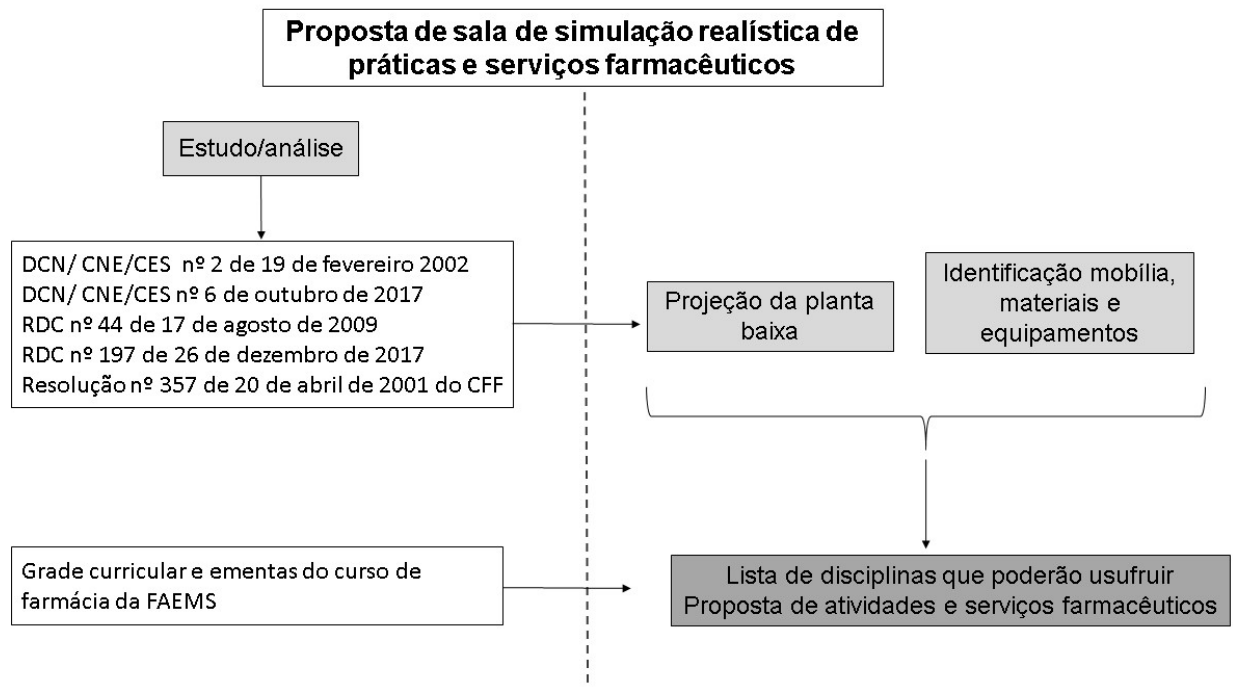 Proposta de sala de simulação realística de
práticas e serviços farmacêuticos
Estudo/análise
DCN/ CNE/CES  nº 2 de 19 de fevereiro 2002
DCN/ CNE/CES nº 6 de outubro de 2017
RDC nº 44 de 17 de agosto de 2009
RDC nº 197 de 26 de dezembro de 2017
Resolução nº 357 de 20 de abril de 2001 do CFF
Projeção da planta
baixa
Identificação mobília,
materiais e
equipamentos
Grade curricular e ementas do curso de
farmácia da FAEMS
Lista de disciplinas que poderão usufruir
Proposta de atividades e serviços farmacêuticos